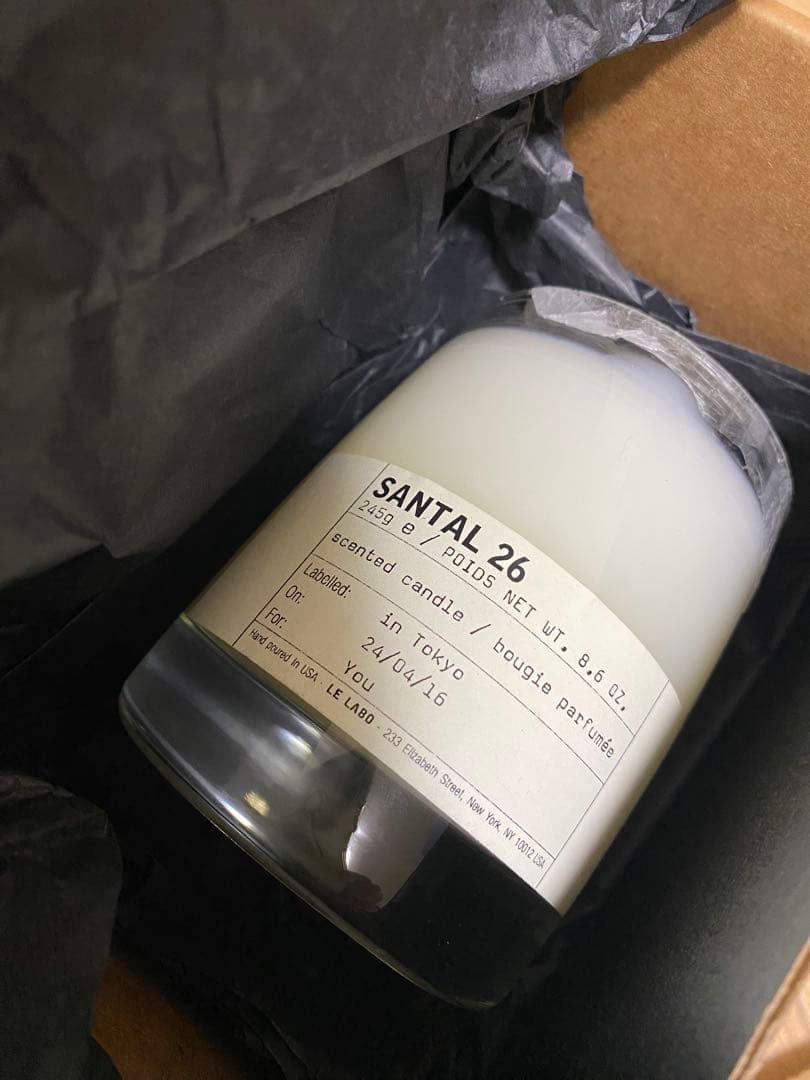 SANTAL 26
245g e / POIDS NET WT. 8.6 OZ.
scented candle / bougie parfumée
Labelled: in Tokyo
On: 24/04/16
For: You
Hand poured in USA - LE LABO - 233 Elizabeth Street, New York, NY 10012 USA